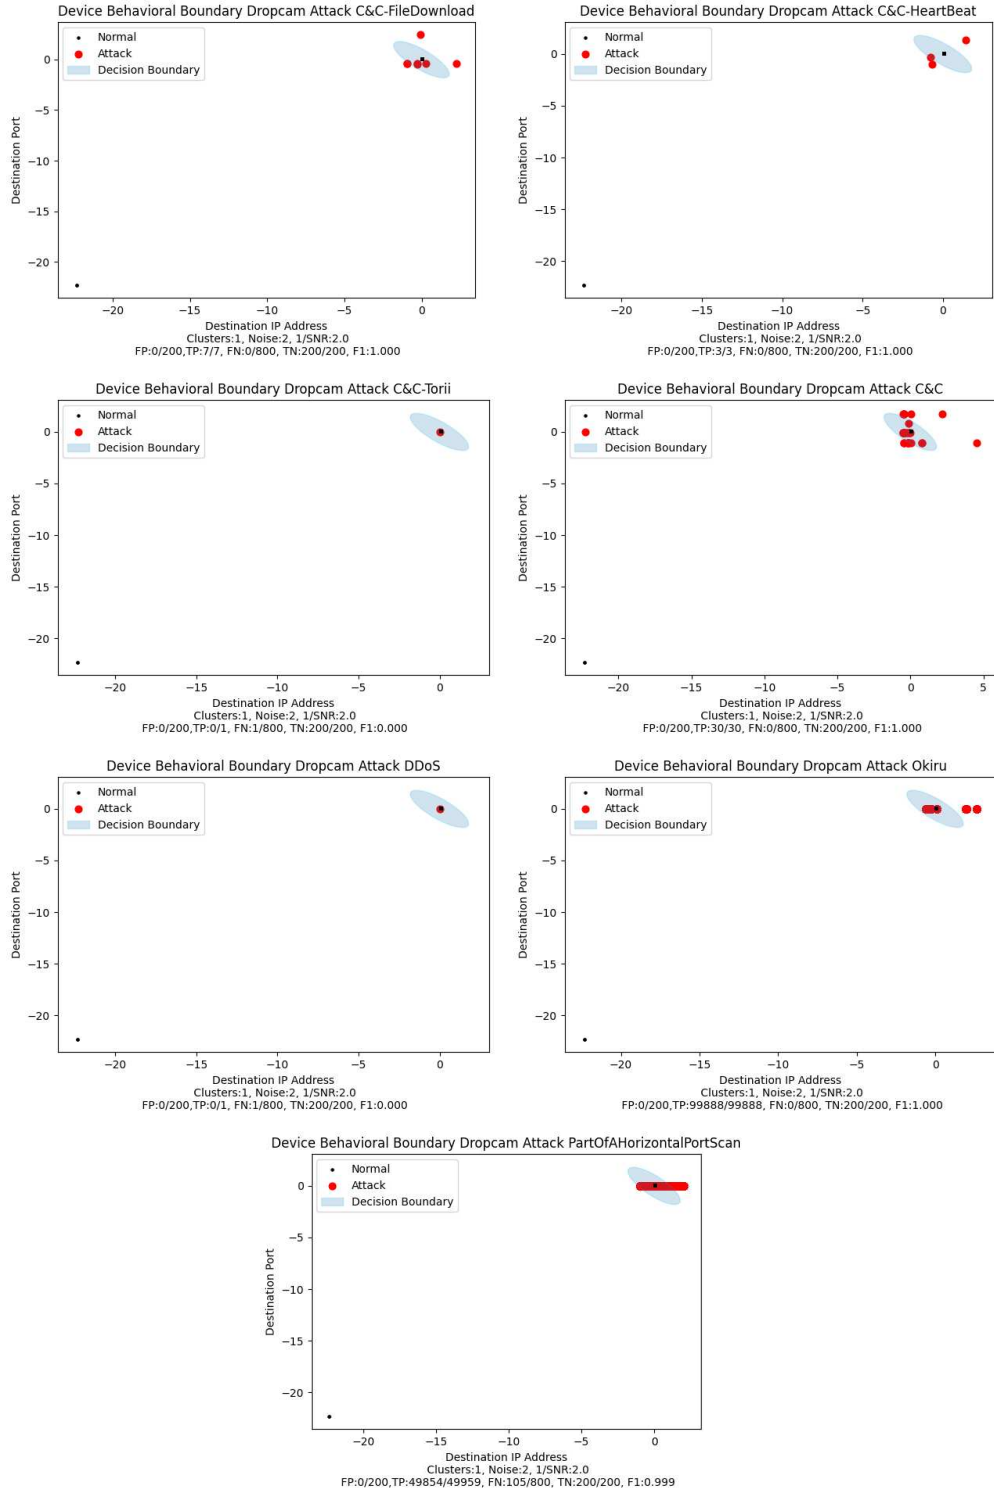 Device Behavioral Boundary Dropcam Attack C&C-FileDownload
Normal
Attack
Decision Boundary
0
−5
−10
−15
−20
Destination Port
−20 −15 −10 −5 0
Destination IP Address
Clusters:1, Noise:2, 1/SNR:2.0
FP:0/200,TP:7/7, FN:0/800, TN:200/200, F1:1.000
Device Behavioral Boundary Dropcam Attack C&C-HeartBeat
Normal
Attack
Decision Boundary
0
−5
−10
−15
−20
Destination Port
−20 −15 −10 −5 0
Destination IP Address
Clusters:1, Noise:2, 1/SNR:2.0
FP:0/200,TP:3/3, FN:0/800, TN:200/200, F1:1.000
Device Behavioral Boundary Dropcam Attack C&C-Torii
Normal
Attack
Decision Boundary
0
−5
−10
−15
−20
Destination Port
−20 −15 −10 −5 0
Destination IP Address
Clusters:1, Noise:2, 1/SNR:2.0
FP:0/200,TP:0/1, FN:1/800, TN:200/200, F1:0.000
Device Behavioral Boundary Dropcam Attack C&C
Normal
Attack
Decision Boundary
0
−5
−10
−15
−20
Destination Port
−20 −15 −10 −5 0 5
Destination IP Address
Clusters:1, Noise:2, 1/SNR:2.0
FP:0/200,TP:30/30, FN:0/800, TN:200/200, F1:1.000
Device Behavioral Boundary Dropcam Attack DDoS
Normal
Attack
Decision Boundary
0
−5
−10
−15
−20
Destination Port
−20 −15 −10 −5 0
Destination IP Address
Clusters:1, Noise:2, 1/SNR:2.0
FP:0/200,TP:0/1, FN:1/800, TN:200/200, F1:0.000
Device Behavioral Boundary Dropcam Attack Okiru
Normal
Attack
Decision Boundary
0
−5
−10
−15
−20
Destination Port
−20 −15 −10 −5 0
Destination IP Address
Clusters:1, Noise:2, 1/SNR:2.0
FP:0/200,TP:99888/99888, FN:0/800, TN:200/200, F1:1.000
Device Behavioral Boundary Dropcam Attack PartOfAHorizontalPortScan
Normal
Attack
Decision Boundary
0
−5
−10
−15
−20
Destination Port
−20 −15 −10 −5 0
Destination IP Address
Clusters:1, Noise:2, 1/SNR:2.0
FP:0/200,TP:49854/49959, FN:105/800, TN:200/200, F1:0.999